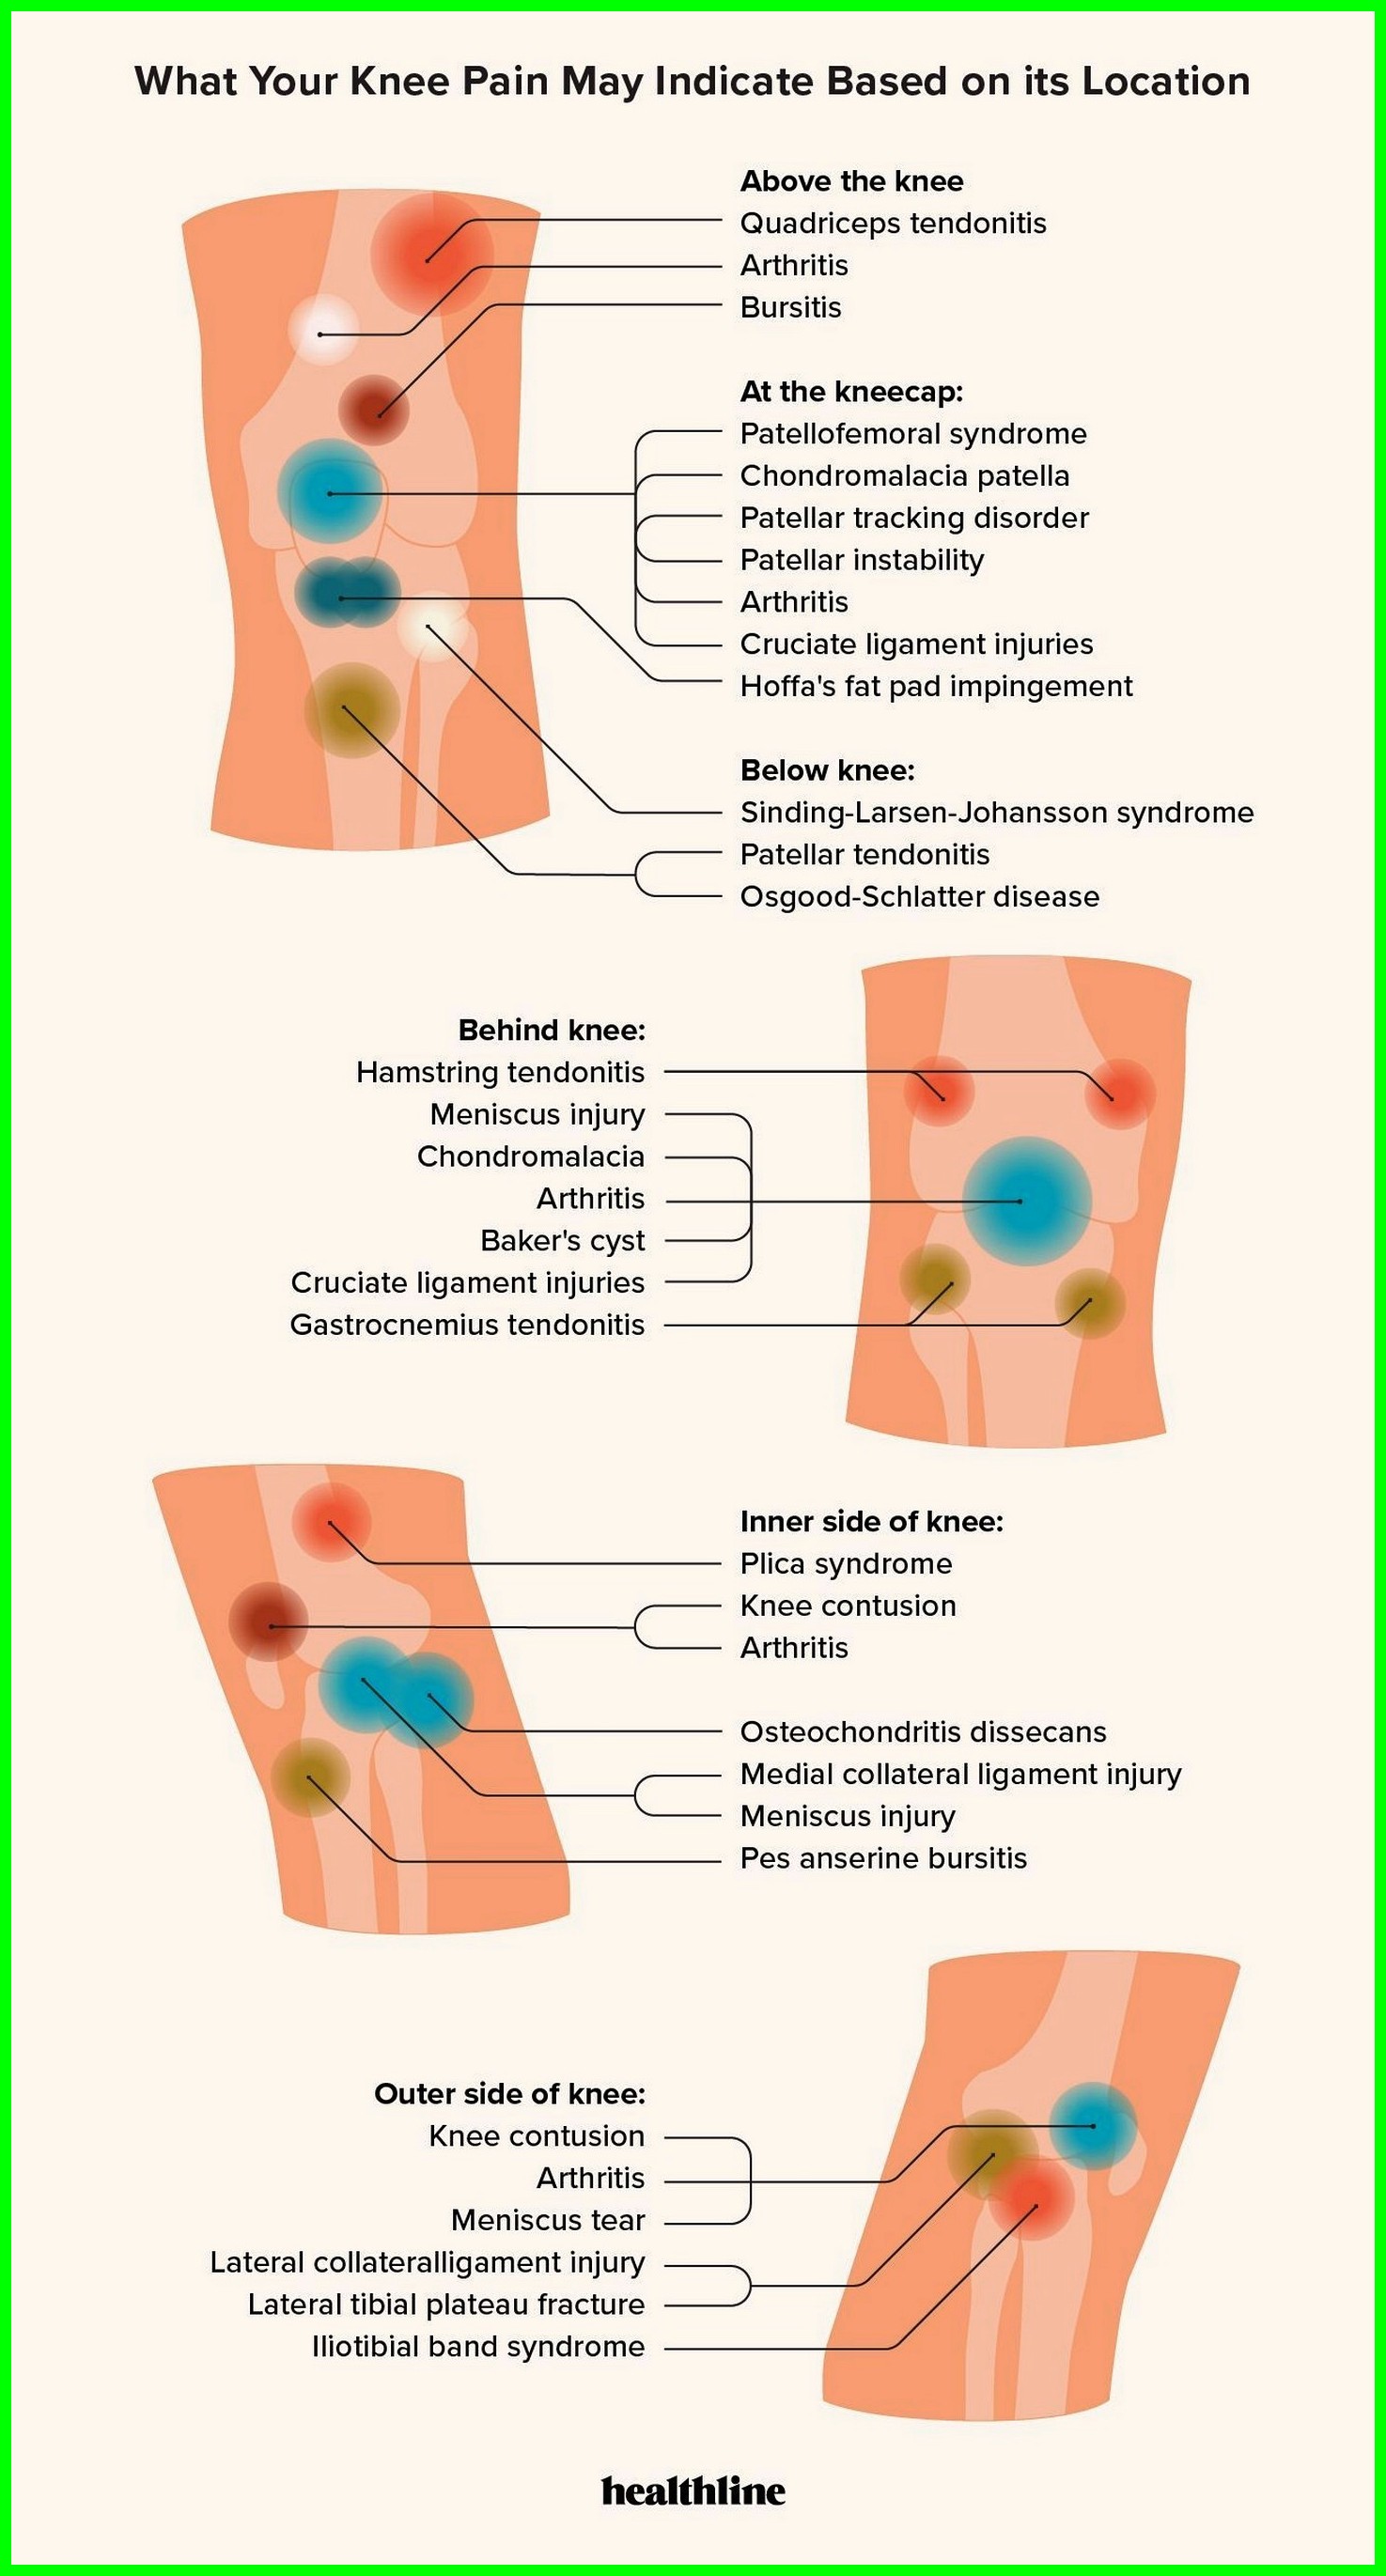 What Your Knee Pain May Indicate Based on its Location
Above the knee
Quadriceps tendonitis
Arthritis
Bursitis
At the kneecap:
Patellofemoral syndrome
Chondromalacia patella
Patellar tracking disorder
Patellar instability
Arthritis
Cruciate ligament injuries
Hoffa's fat pad impingement
Below knee:
Sinding-Larsen-Johansson syndrome
Patellar tendonitis
Osgood-Schlatter disease
Behind knee:
Hamstring tendonitis
Meniscus injury
Chondromalacia
Arthritis
Baker's cyst
Cruciate ligament injuries
Gastrocnemius tendonitis
Inner side of knee:
Plica syndrome
Knee contusion
Arthritis
Osteochondritis dissecans
Medial collateral ligament injury
Meniscus injury
Pes anserine bursitis
Outer side of knee:
Knee contusion
Arthritis
Meniscus tear
Lateral collateralligament injury
Lateral tibial plateau fracture
Iliotibial band syndrome
healthline